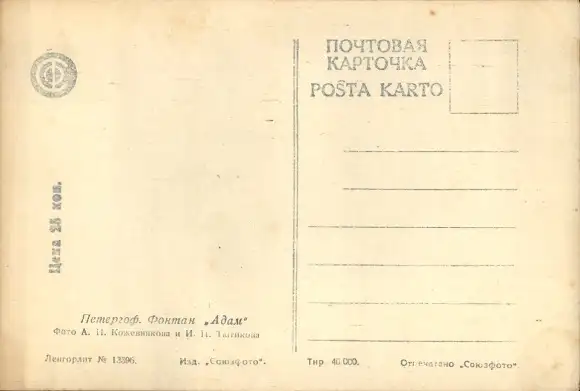 ПОЧТОВАЯ
КАРТОЧКА
POŜTA KARTO
Цена 25 коп.
Петергоф. Фонтан „Адам“
Фото А. П. Кожевникова и И. П.
Ленгорлит № 13396. Изд. „Союзфото“. Тир. 40 000. Отпечатано „Союзфото“.